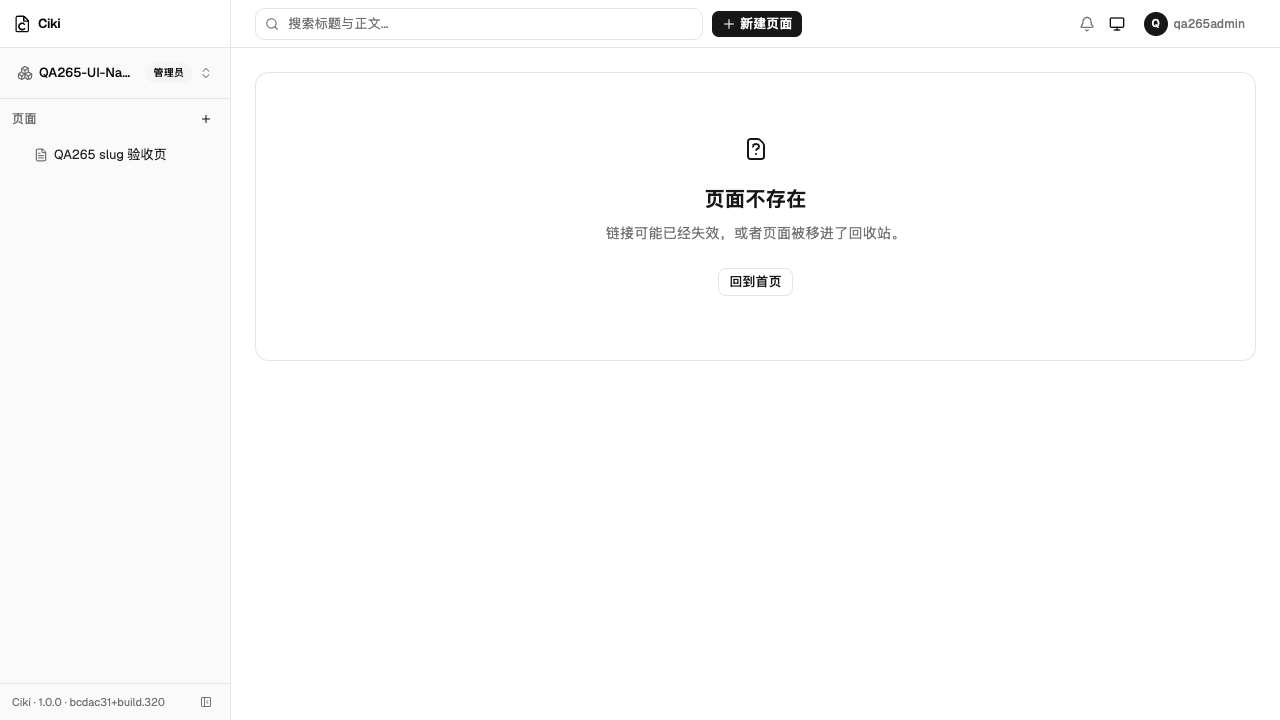 Ciki
搜索标题与正文...
新建页面
Q
qa265admin
QA265-UI-Na...
管理员
页面
QA265 slug 验收页
页面不存在
链接可能已经失效，或者页面被移进了回收站。
回到首页
Ciki · 1.0.0 · bcdac31+build.320